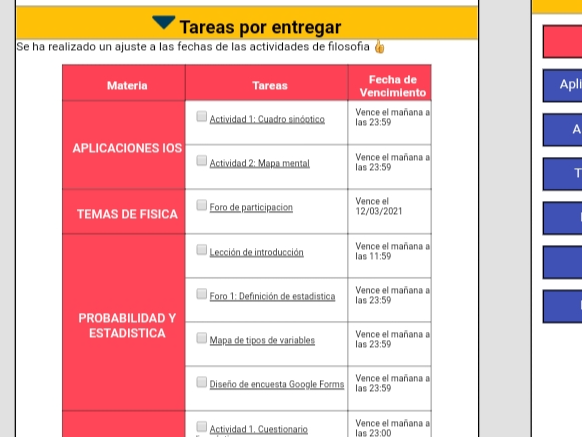 Tareas por entregar
Se ha realizado un ajuste a las fechas de las actividades de filosofia 👍
Materia
Tareas
Fecha de
Vencimiento
APLICACIONES IOS
Actividad 1: Cuadro sinóptico
Vence el mañana a
las 23:59
Actividad 2: Mapa mental
Vence el mañana a
las 23:59
TEMAS DE FISICA
Foro de participacion
Vence el
12/03/2021
PROBABILIDAD Y
ESTADISTICA
Lección de introducción
Vence el mañana a
las 11:59
Foro 1: Definición de estadistica
Vence el mañana a
las 23:59
Mapa de tipos de variables
Vence el mañana a
las 23:59
Diseño de encuesta Google Forms
Vence el mañana a
las 23:59
Actividad 1. Cuestionario
Vence el mañana a
las 23:00
Apli
A
T